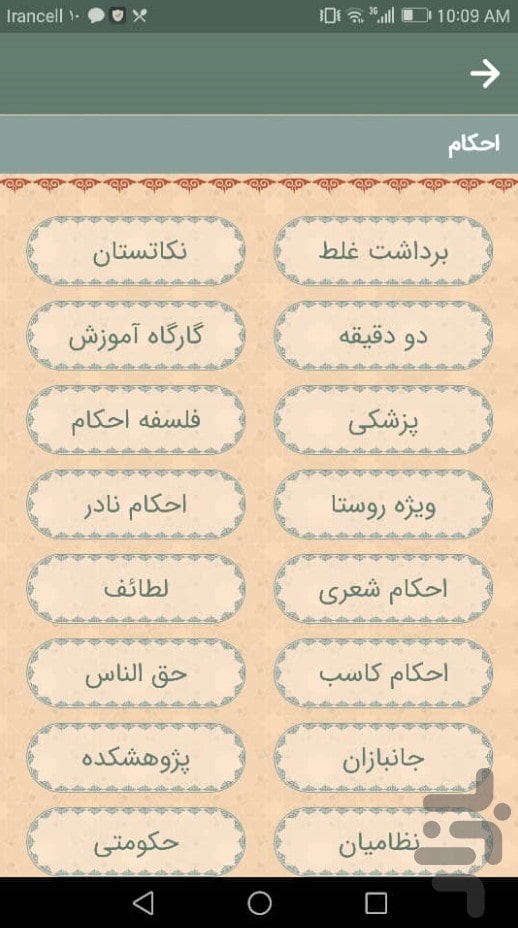 Irancell ۱۰ 3G 10:09 AM
احکام
برداشت غلط نکاتستان
دو دقیقه گارگاه آموزش
پزشکی فلسفه احکام
ویژه روستا احکام نادر
احکام شعری لطائف
احکام کاسب حق الناس
جانبازان پژوهشکده
نظامیان حکومتی